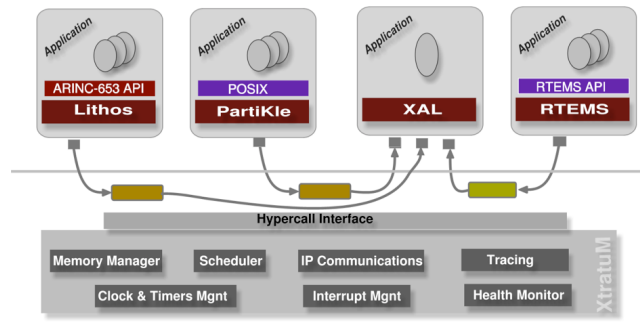 Application
Application
Application
Application
ARINC-653 API
POSIX
RTEMS API
Lithos
PartiKle
XAL
RTEMS
Hypercall Interface
Memory Manager
Scheduler
IP Communications
Tracing
Clock & Timers Mgnt
Interrupt Mgnt
Health Monitor
XtratuM